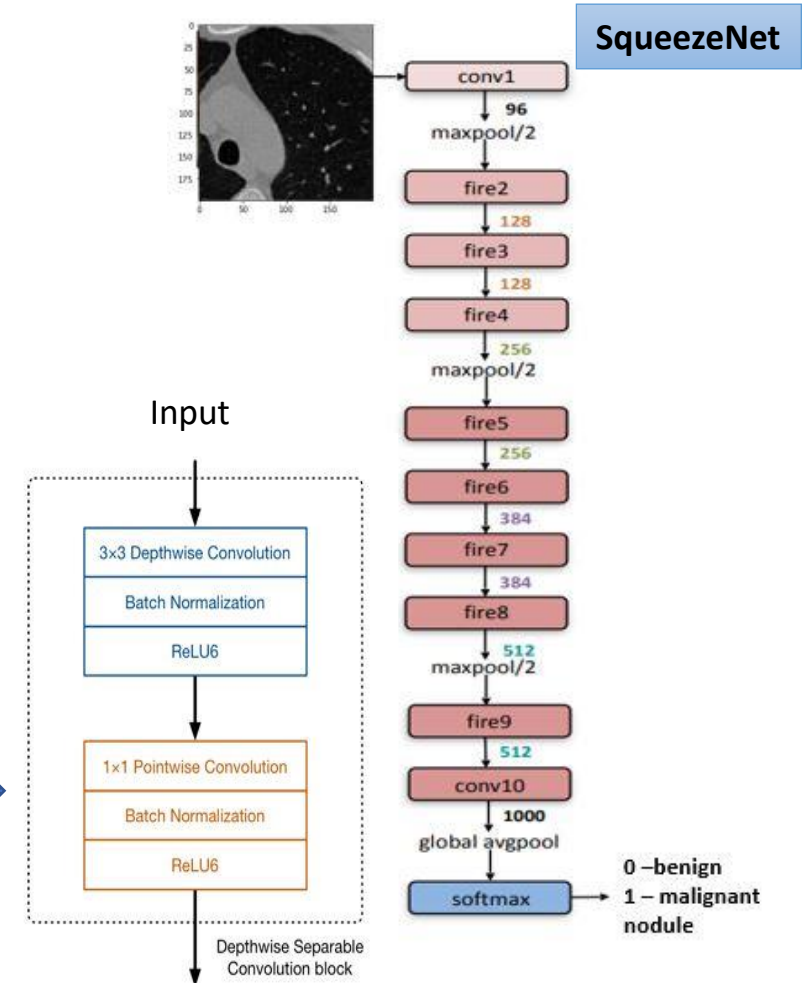 SqueezeNet
0
25
50
75
100
125
150
175
0 50 100 150
conv1
96
maxpool/2
fire2
128
fire3
128
fire4
256
maxpool/2
fire5
256
fire6
384
fire7
384
fire8
512
maxpool/2
fire9
512
conv10
1000
global avgpool
softmax
0 –benign
1 – malignant
nodule
Input
3×3 Depthwise Convolution
Batch Normalization
ReLU6
1×1 Pointwise Convolution
Batch Normalization
ReLU6
Depthwise Separable
Convolution block